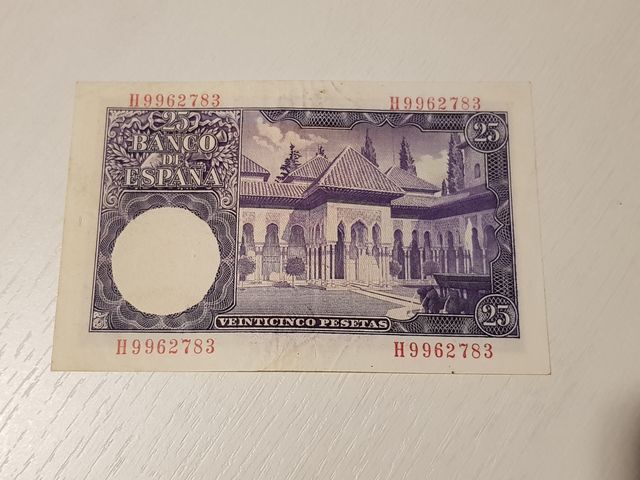 H9962783 H9962783
25 25
BANCO
DE
ESPAÑA
25
VEINTICINCO PESETAS
H9962783 H9962783